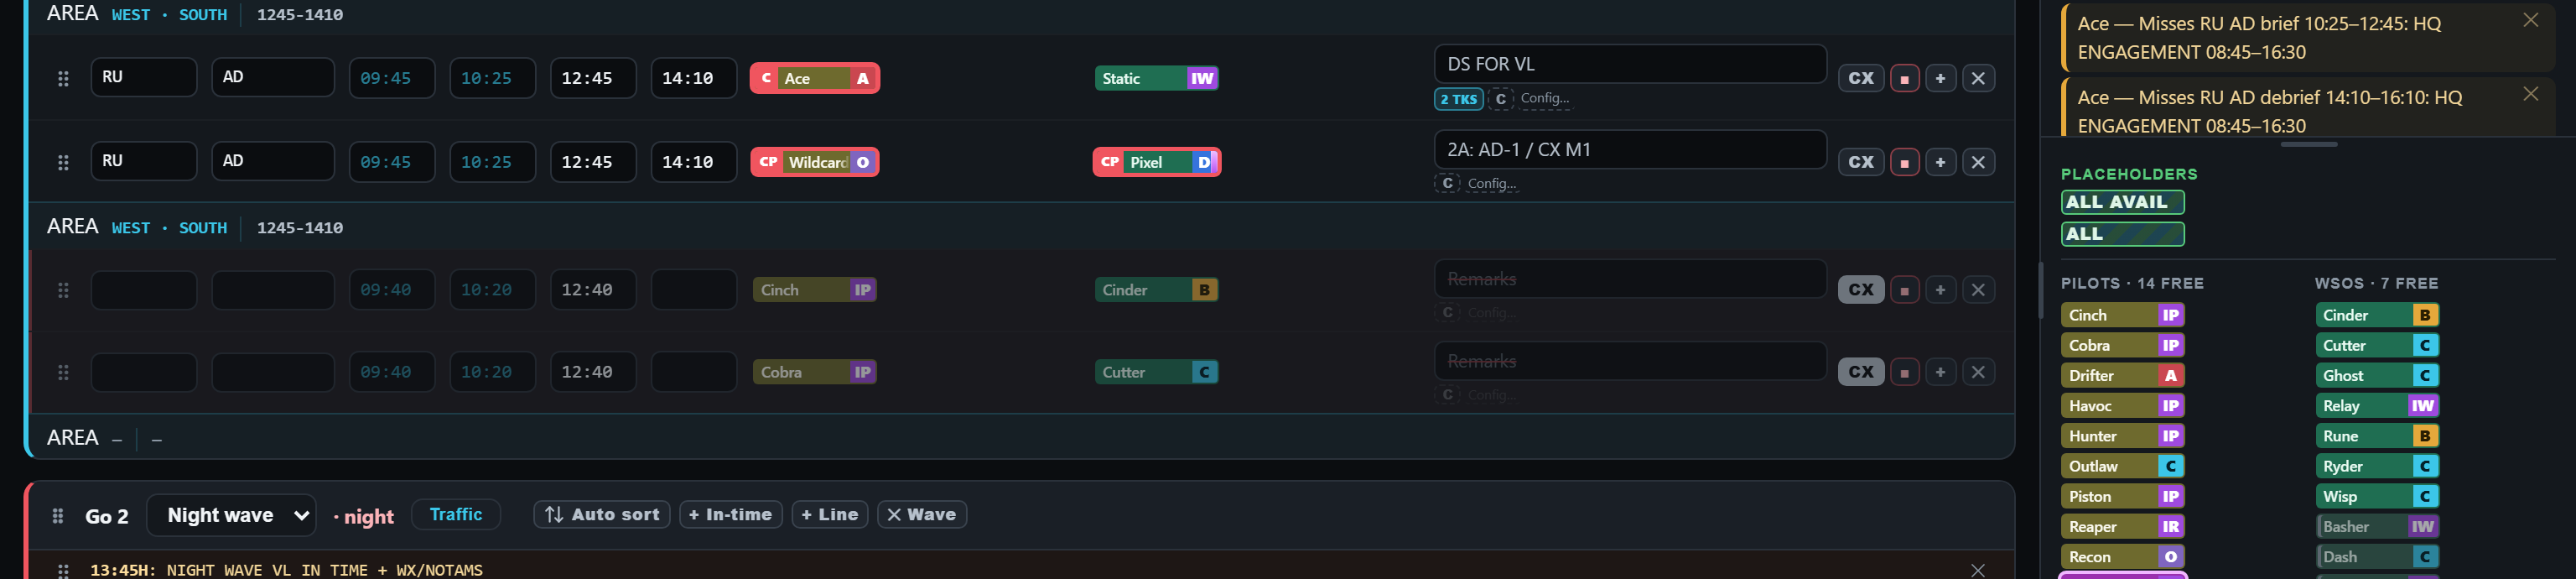 AREA WEST · SOUTH 1245-1410
RU AD 09:45 10:25 12:45 14:10 C Ace A Static IW DS FOR VL CX ■ + ✕
2 TKS C Config...
RU AD 09:45 10:25 12:45 14:10 CP Wildcard O CP Pixel D 2A: AD-1 / CX M1 CX ■ + ✕
C Config...
AREA WEST · SOUTH 1245-1410
09:40 10:20 12:40 Cinch IP Cinder B Remarks CX ■ + ✕
C Config...
09:40 10:20 12:40 Cobra IP Cutter C Remarks CX ■ + ✕
C Config...
AREA – –
Go 2 Night wave · night Traffic Auto sort + In-time + Line ✕ Wave
13:45H: NIGHT WAVE VL IN TIME + WX/NOTAMS ✕
Ace — Misses RU AD brief 10:25–12:45: HQ ✕
ENGAGEMENT 08:45–16:30
Ace — Misses RU AD debrief 14:10–16:10: HQ ✕
ENGAGEMENT 08:45–16:30
PLACEHOLDERS
ALL AVAIL
ALL
PILOTS · 14 FREE WSOS · 7 FREE
Cinch IP Cinder B
Cobra IP Cutter C
Drifter A Ghost C
Havoc IP Relay IW
Hunter IP Rune B
Outlaw C Ryder C
Piston IP Wisp C
Reaper IR Basher IW
Recon O Dash C